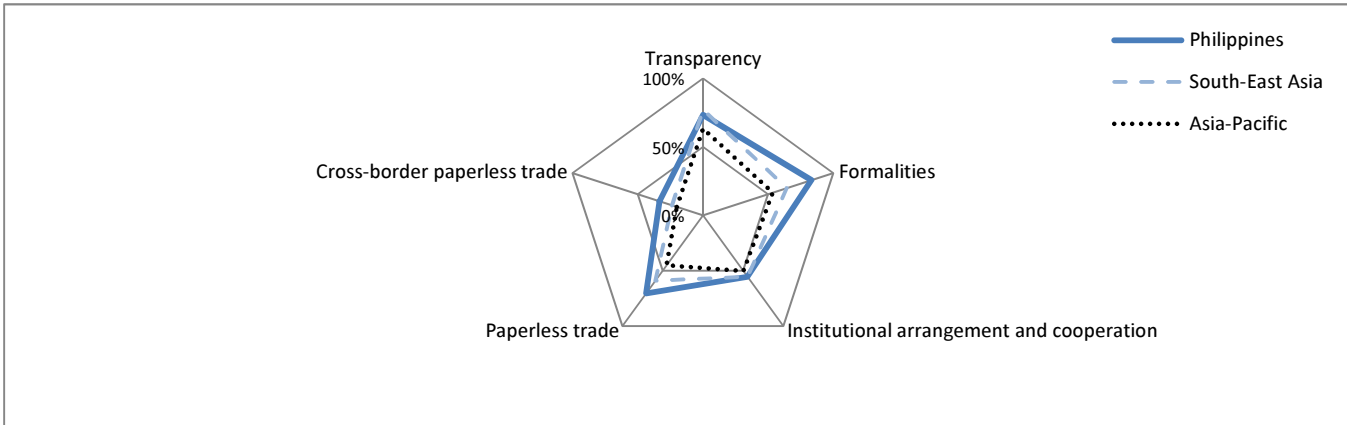 Philippines
South-East Asia
Asia-Pacific
Transparency
100%
50%
0%
Cross-border paperless trade
Formalities
Paperless trade
Institutional arrangement and cooperation